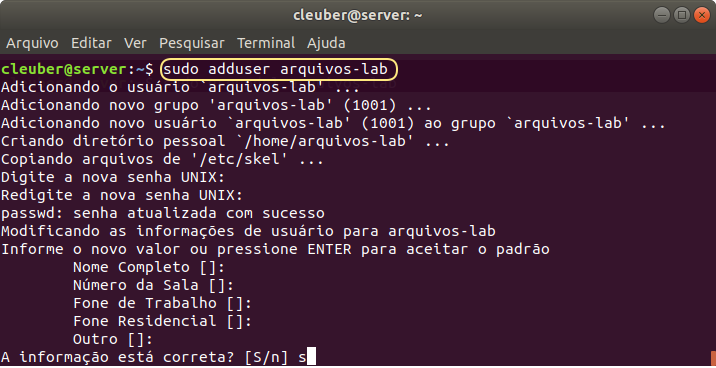 cleuber@server: ~
Arquivo Editar Ver Pesquisar Terminal Ajuda
cleuber@server:~$ sudo adduser arquivos-lab
Adicionando o usuário `arquivos-lab' ...
Adicionando novo grupo 'arquivos-lab' (1001) ...
Adicionando novo usuário `arquivos-lab' (1001) ao grupo `arquivos-lab' ...
Criando diretório pessoal `/home/arquivos-lab' ...
Copiando arquivos de '/etc/skel' ...
Digite a nova senha UNIX:
Redigite a nova senha UNIX:
passwd: senha atualizada com sucesso
Modificando as informações de usuário para arquivos-lab
Informe o novo valor ou pressione ENTER para aceitar o padrão
Nome Completo []:
Número da Sala []:
Fone de Trabalho []:
Fone Residencial []:
Outro []:
A informação está correta? [S/n] s